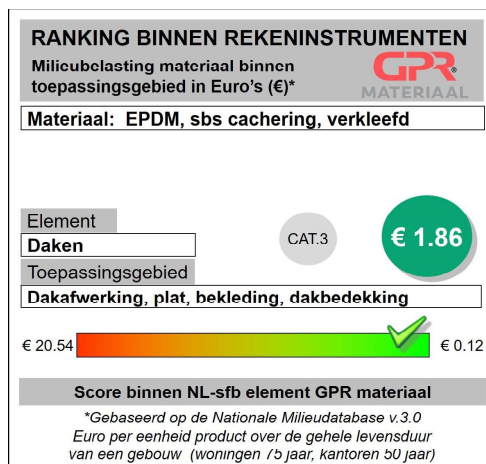 RANKING BINNEN REKENINSTRUMENTEN
Milieubelasting materiaal binnen
toepassingsgebied in Euro's (€)*
GPR®
MATERIAAL
Materiaal: EPDM, sbs cachering, verkleefd
Element
Daken
CAT.3
€ 1.86
Toepassingsgebied
Dakafwerking, plat, bekleding, dakbedekking
€ 20.54
€ 0.12
Score binnen NL-sfb element GPR materiaal
*Gebaseerd op de Nationale Milieudatabase v.3.0
Euro per eenheid product over de gehele levensduur
van een gebouw (woningen 75 jaar, kantoren 50 jaar)